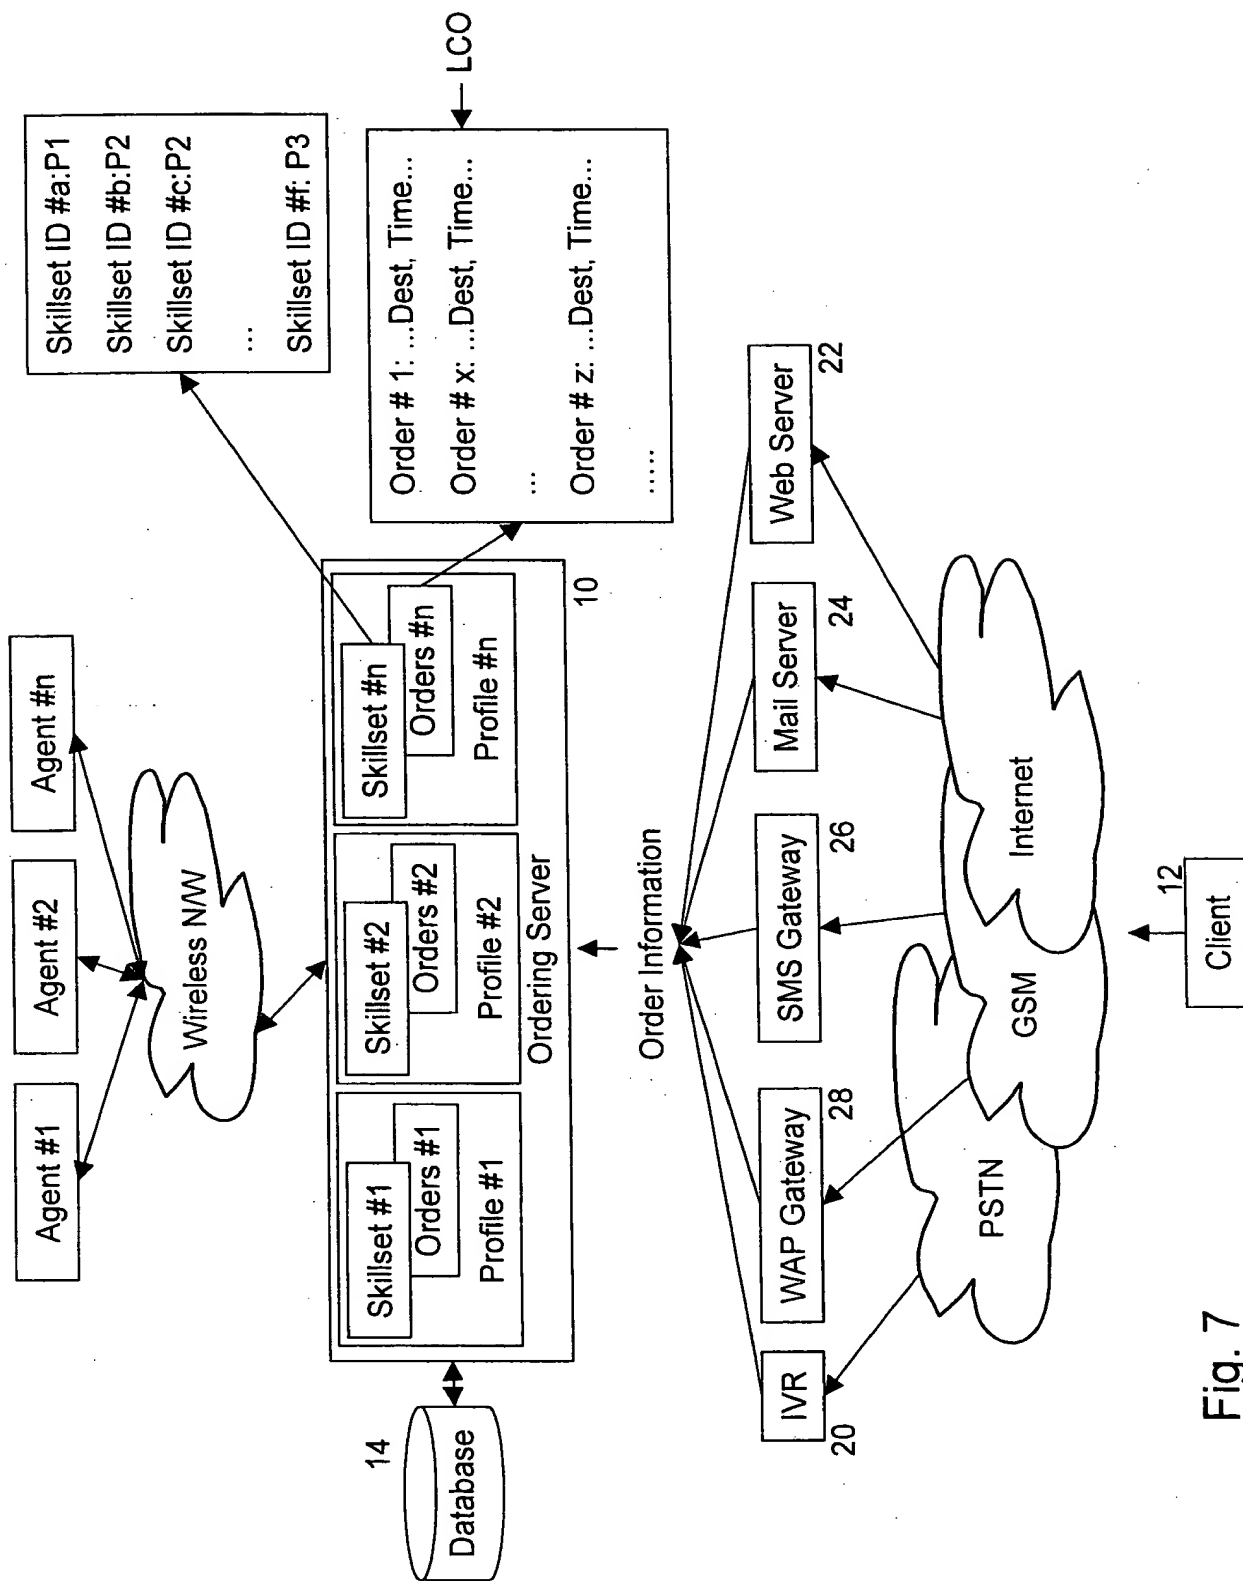 Agent #1
Agent #2
Agent #n
Wireless N/W
Skillset ID #a:P1
Skillset ID #b:P2
Skillset ID #c:P2
...
Skillset ID #f: P3
14
Database
Skillset #1
Orders #1
Profile #1
Skillset #2
Orders #2
Profile #2
Skillset #n
Orders #n
Profile #n
Ordering Server
10
Order # 1: ...Dest, Time...
Order # x: ...Dest, Time...
...
Order # z: ...Dest, Time...
.....
LCO
Order Information
IVR
20
WAP Gateway
28
SMS Gateway
26
Mail Server
24
Web Server
22
PSTN
GSM
Internet
12
Client
Fig. 7